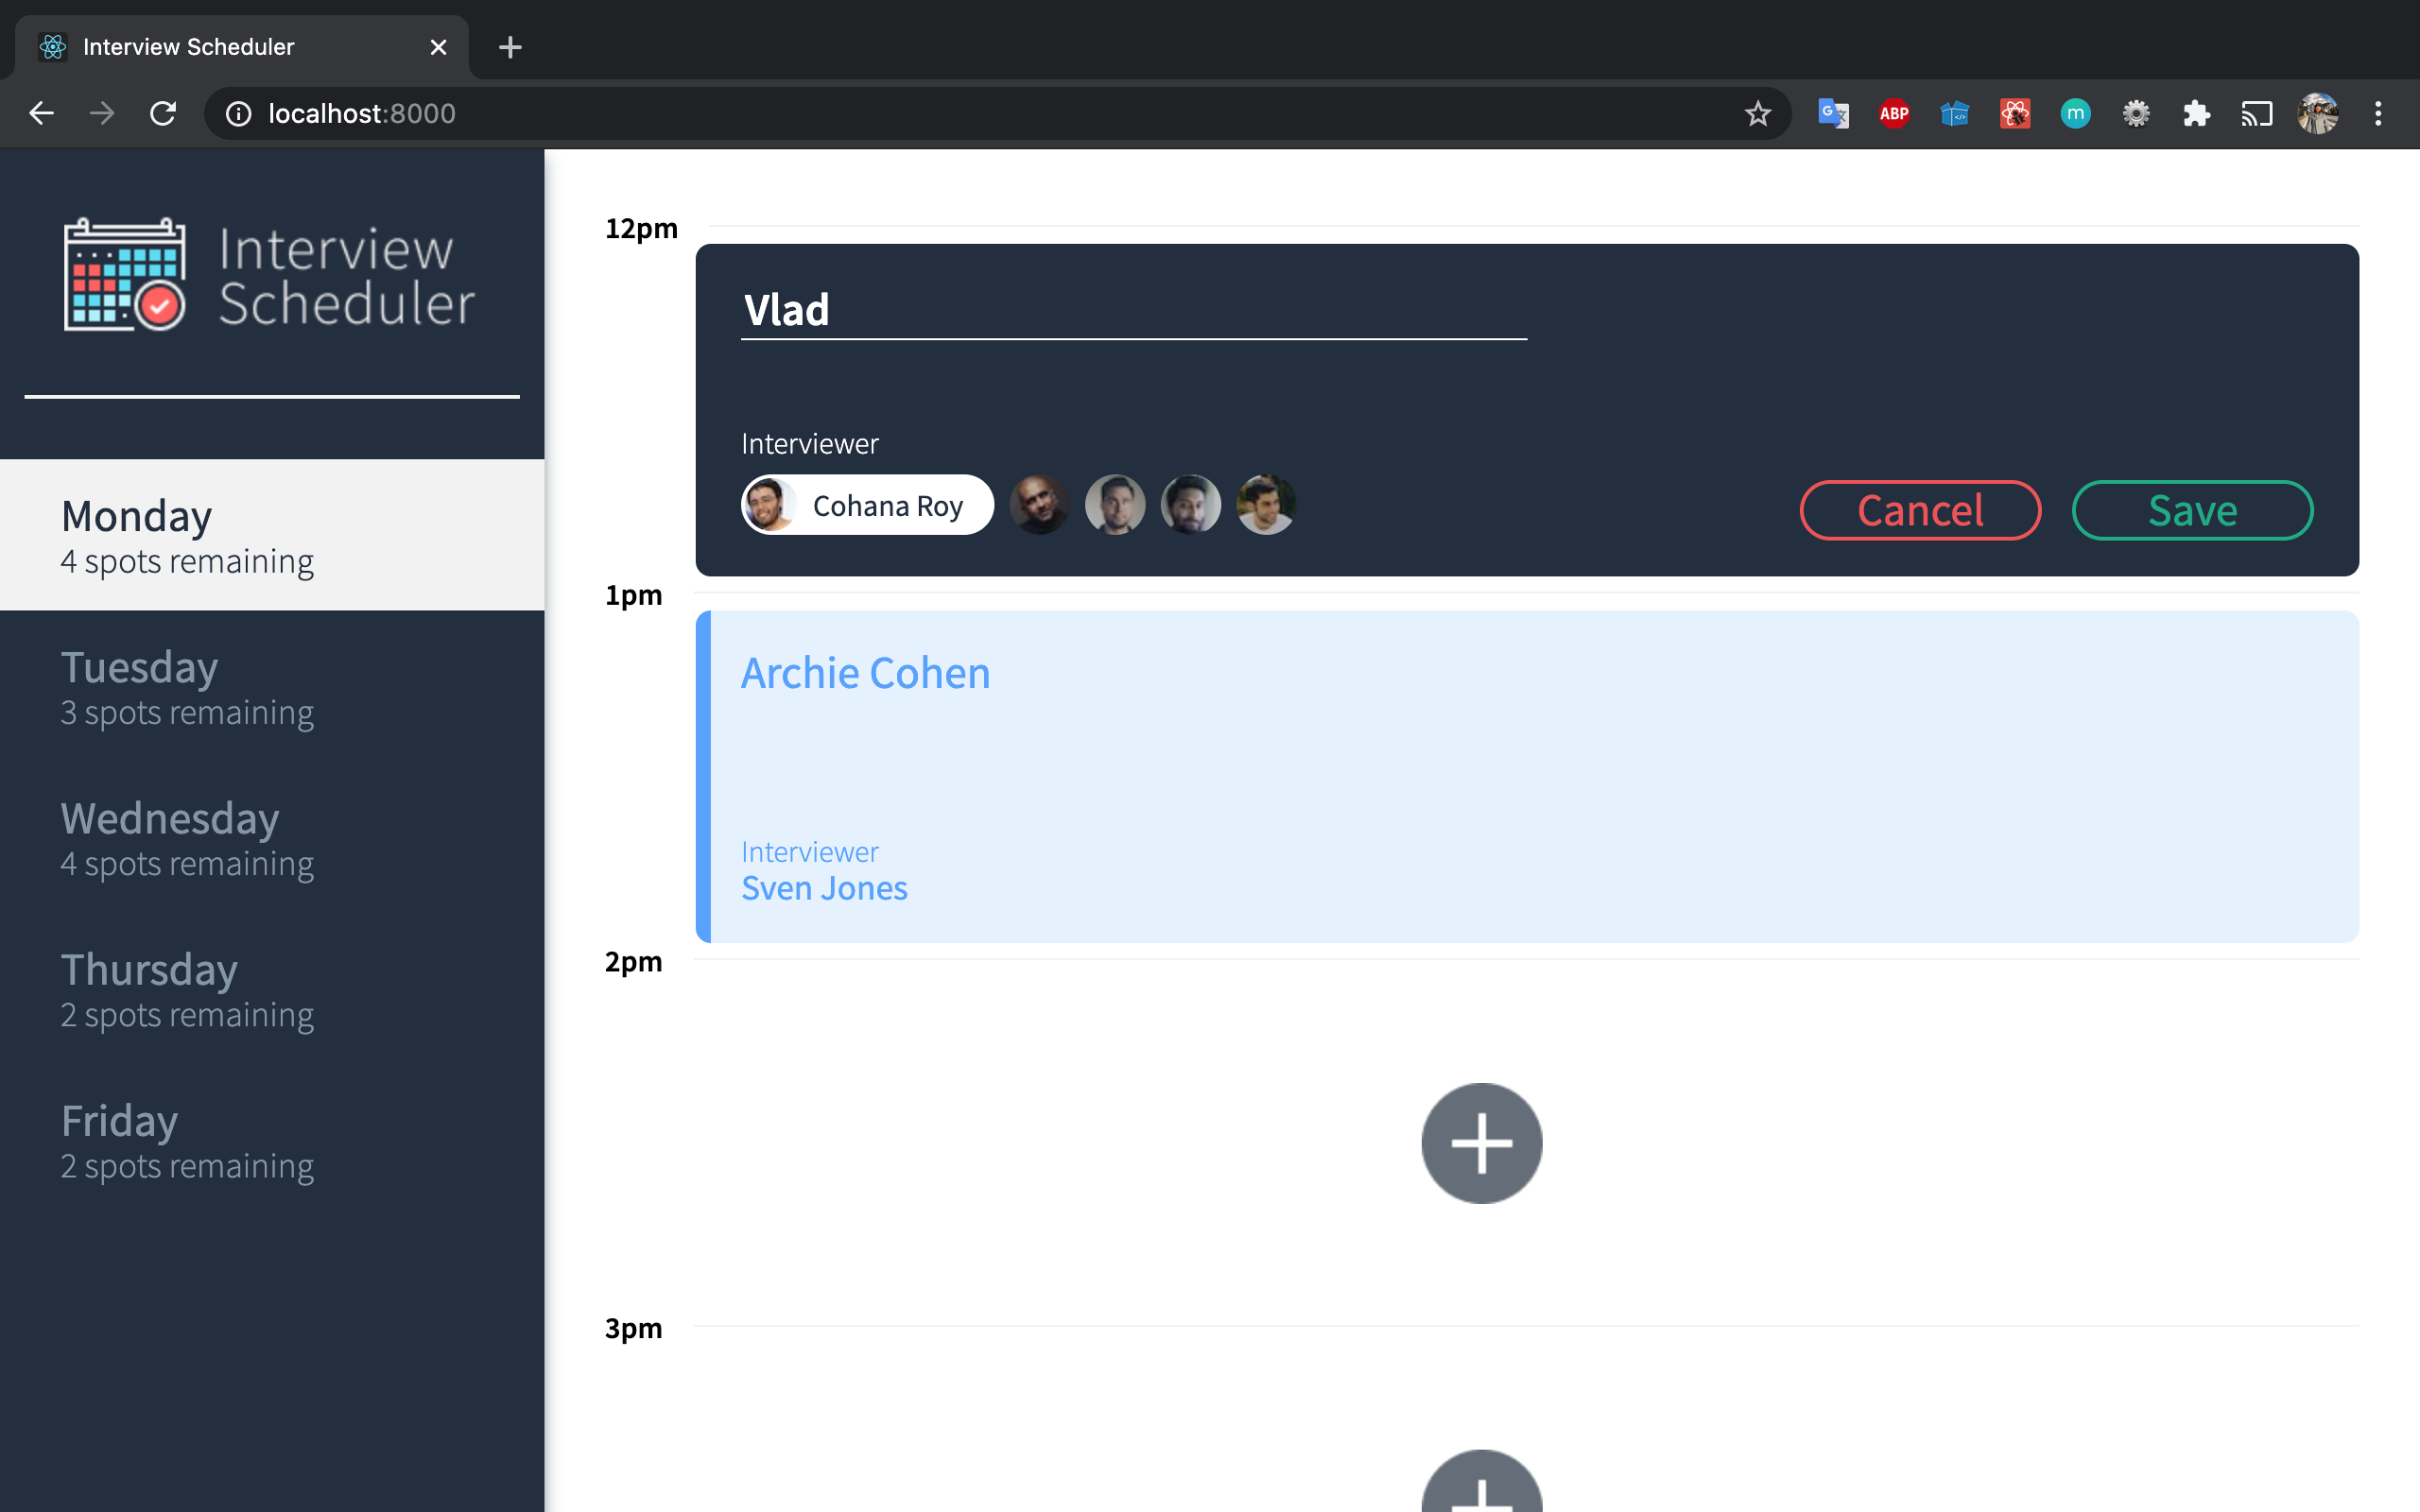 Interview Scheduler
localhost:8000
G
ABP
m
Interview
Scheduler
Monday
4 spots remaining
Tuesday
3 spots remaining
Wednesday
4 spots remaining
Thursday
2 spots remaining
Friday
2 spots remaining
12pm
Vlad
Interviewer
Cohana Roy
Cancel
Save
1pm
Archie Cohen
Interviewer
Sven Jones
2pm
3pm